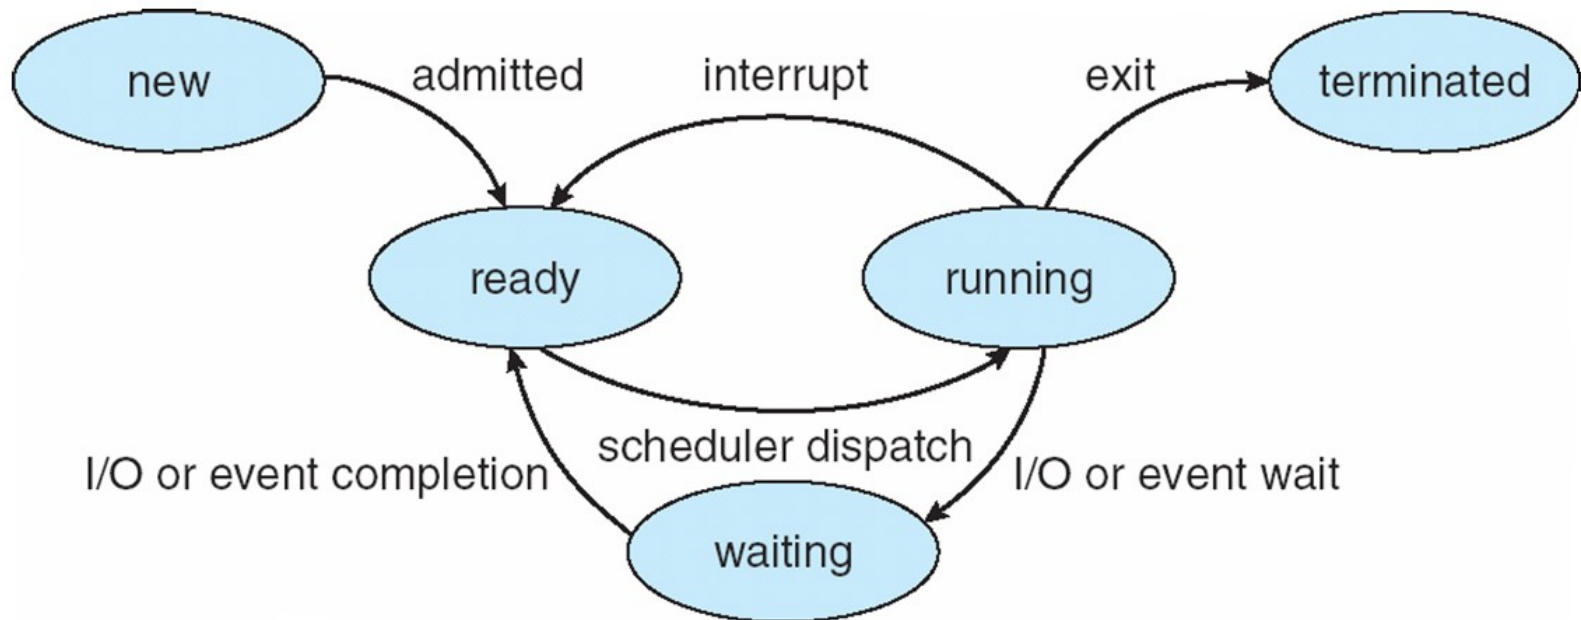 new
admitted
interrupt
exit
terminated
ready
running
scheduler dispatch
I/O or event completion
I/O or event wait
waiting